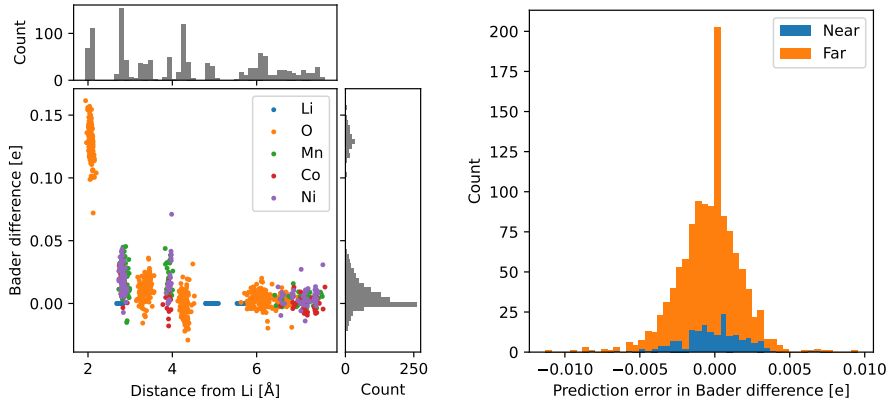 Count
100
0
Bader difference [e]
0.15
0.10
0.05
0.00
Li
O
Mn
Co
Ni
2
4
6
Distance from Li [Å]
0
250
Count
Count
200
175
150
125
100
75
50
25
0
Near
Far
−0.010
−0.005
0.000
0.005
0.010
Prediction error in Bader difference [e]